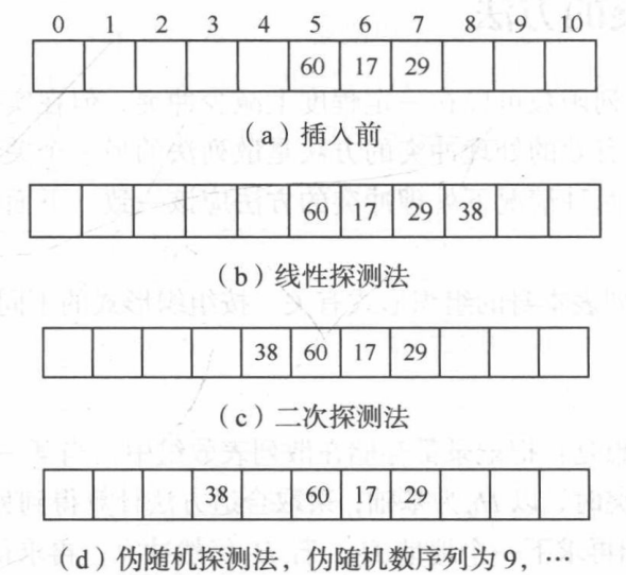 0 1 2 3 4 5 6 7 8 9 10
60 17 29
(a)插入前
60 17 29 38
(b)线性探测法
38 60 17 29
(c)二次探测法
38 60 17 29
(d)伪随机探测法，伪随机数序列为 9，…